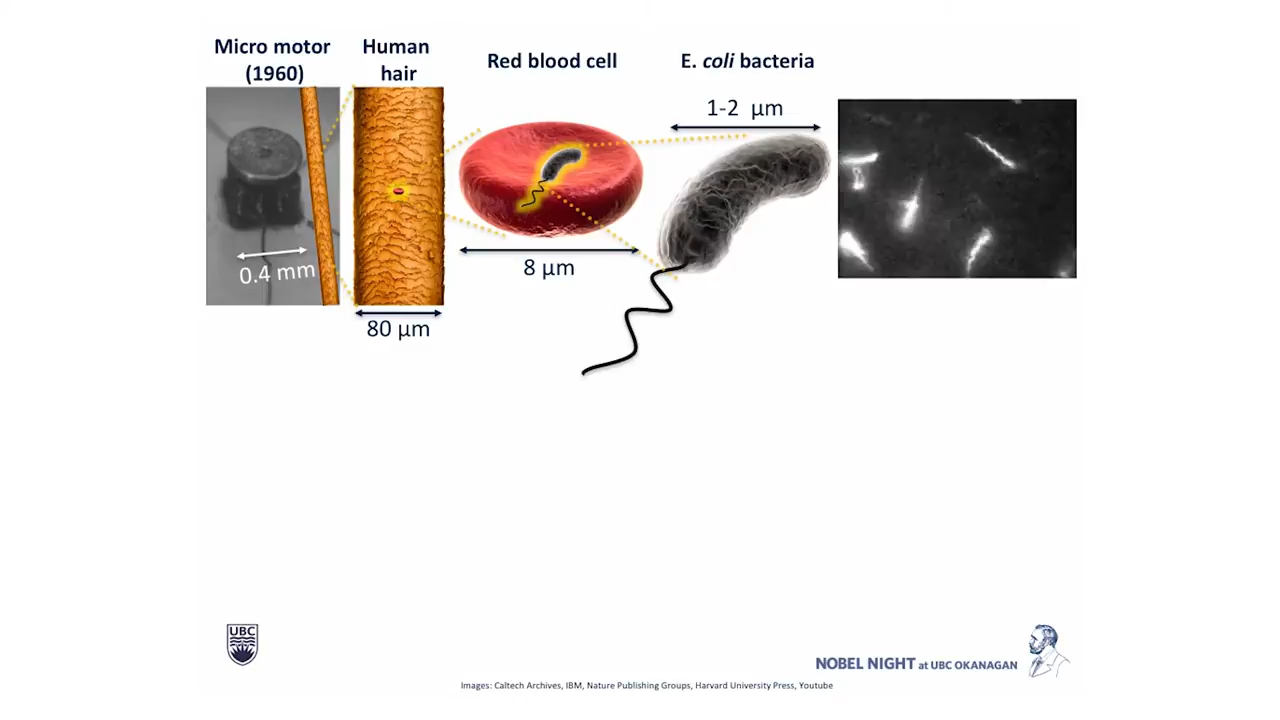 Micro motor
(1960)
Human
hair
Red blood cell
E. coli bacteria
1-2 μm
0.4 mm
8 μm
80 μm
UBC
NOBEL NIGHT at UBC OKANAGAN
Images: Caltech Archives, IBM, Nature Publishing Groups, Harvard University Press, Youtube